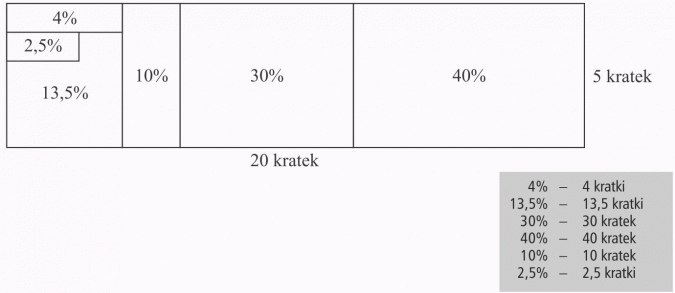 4%
2,5%
13,5%
10%
30%
40%
5 kratek
20 kratek
4% – 4 kratki
13,5% – 13,5 kratki
30% – 30 kratek
40% – 40 kratek
10% – 10 kratek
2,5% – 2,5 kratki